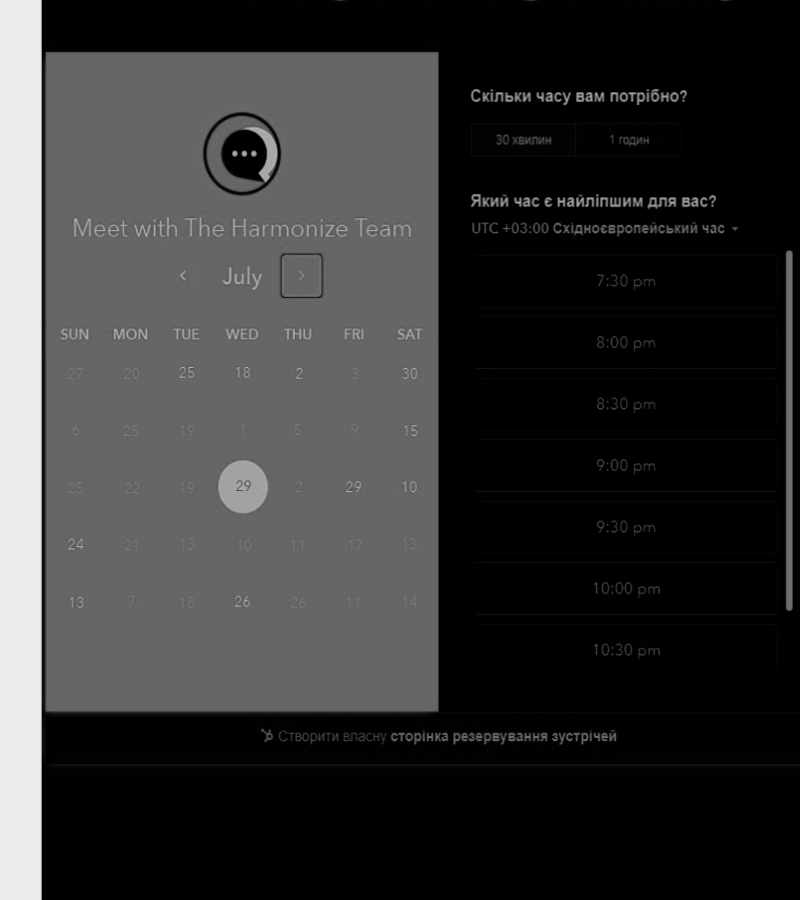 Meet with The Harmonize Team
July
SUN MON TUE WED THU FRI SAT
27 20 25 18 2 3 30
6 25 19 1 5 9 15
25 22 19 29 2 29 10
24 21 13 10 11 17 13
13 7 18 26 26 11 14
Скільки часу вам потрібно?
30 хвилин 1 годин
Який час є найліпшим для вас?
UTC +03:00 Східноєвропейський час
7:30 pm
8:00 pm
8:30 pm
9:00 pm
9:30 pm
10:00 pm
10:30 pm
Створити власну сторінка резервування зустрічей